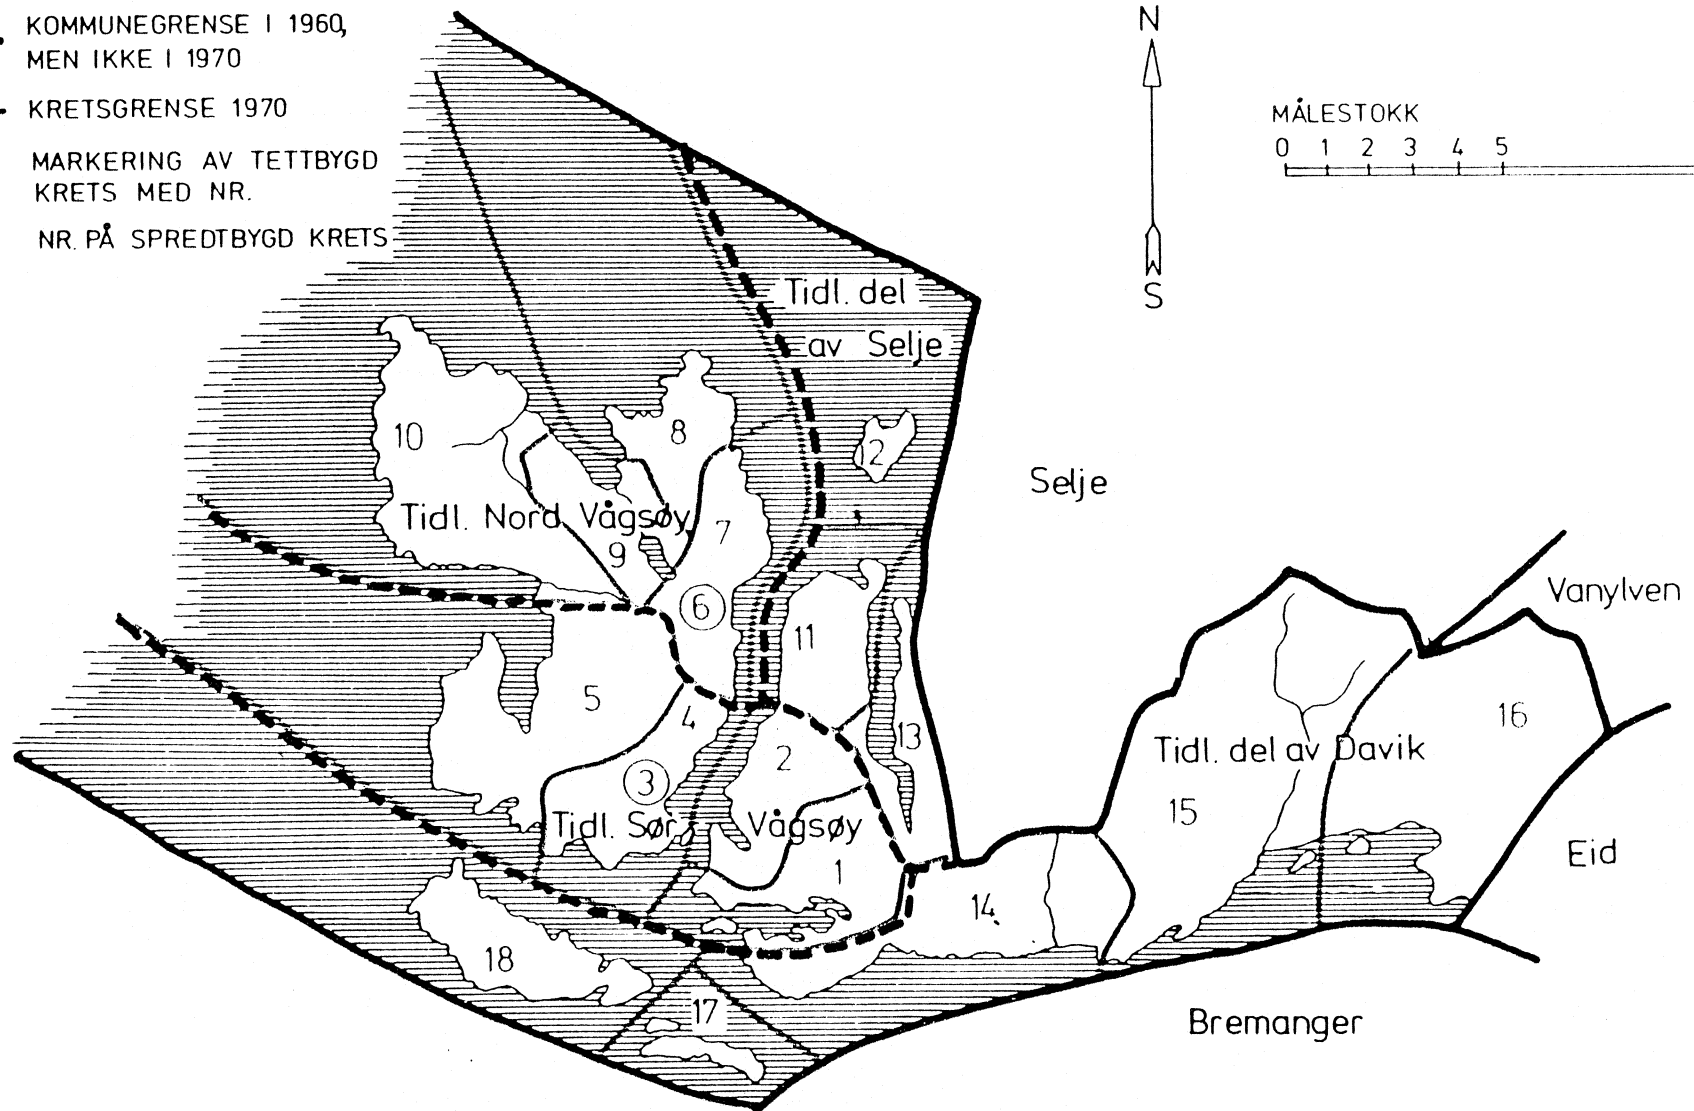 KOMMUNEGRENSE I 1960,
MEN IKKE I 1970
KRETSGRENSE 1970
MARKERING AV TETTBYGD
KRETS MED NR.
NR. PÅ SPREDTBYGD KRETS
N
S
MÅLESTOKK
0 1 2 3 4 5
Tidl. del
av Selje
10
8
12
Selje
Tidl. Nord Vågsøy
7
9
6
11
Vanylven
5
4
13
16
2
Tidl. del av Davik
3
15
Tidl. Sør Vågsøy
1
Eid
14
18
17
Bremanger